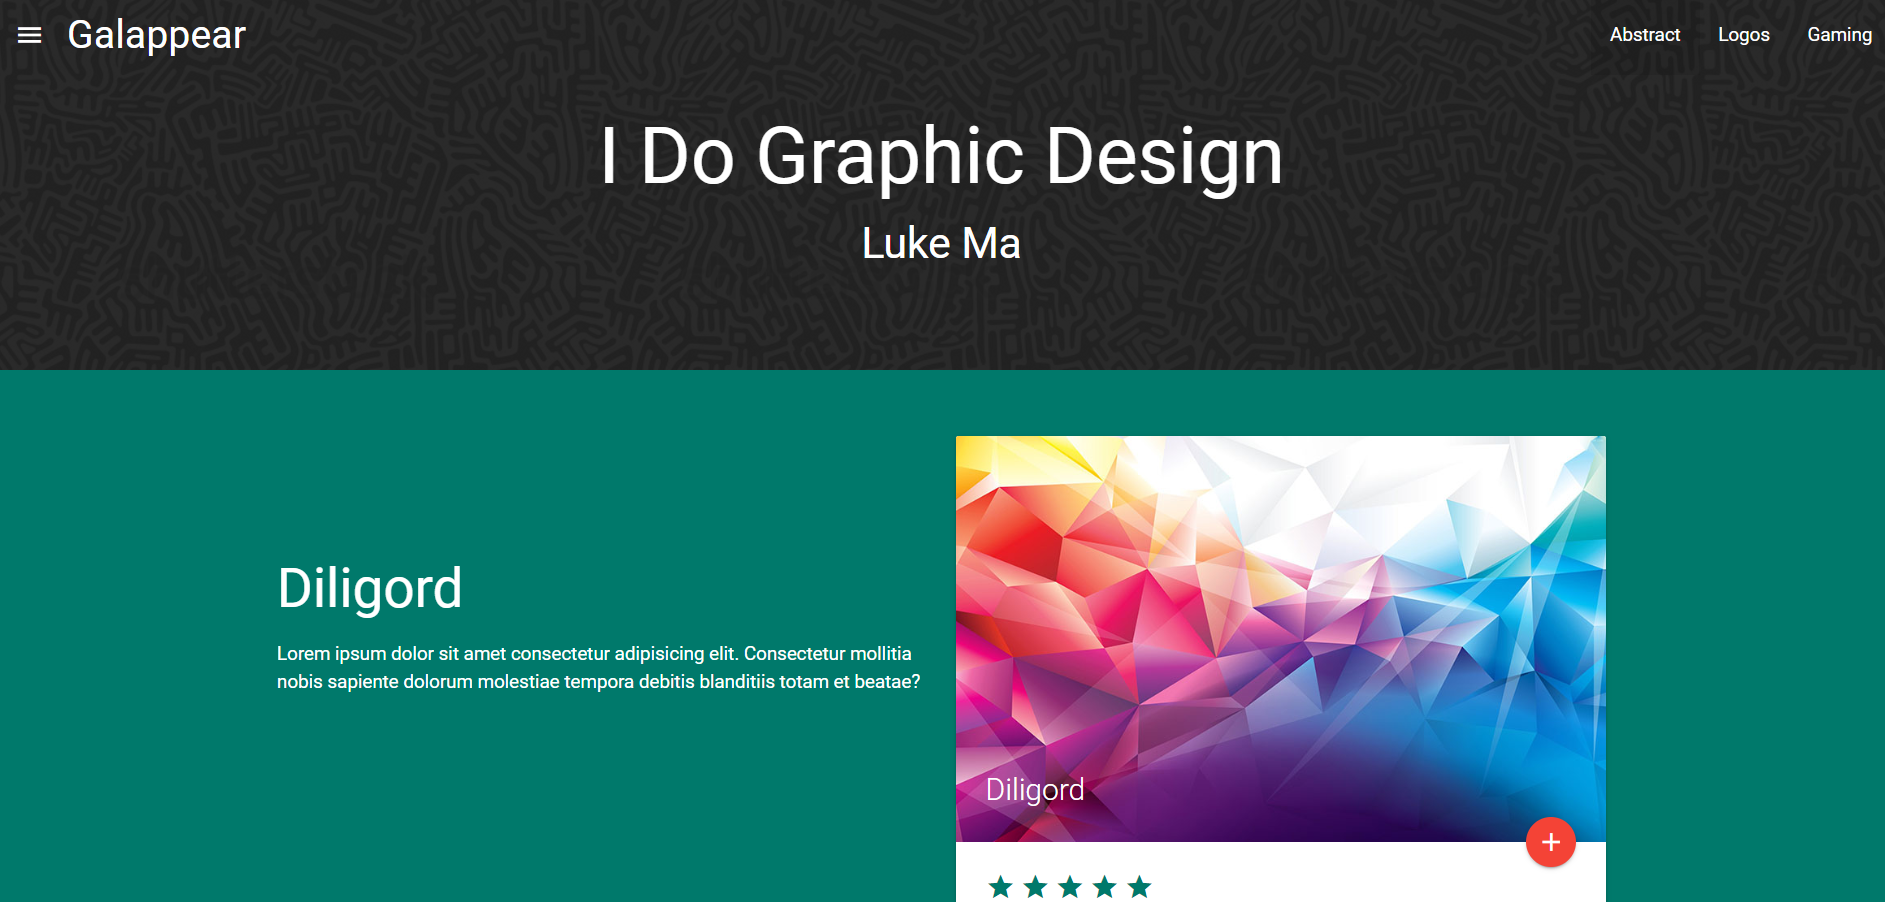 Galappear
Abstract
Logos
Gaming
I Do Graphic Design
Luke Ma
Diligord
Lorem ipsum dolor sit amet consectetur adipisicing elit. Consectetur mollitia
nobis sapiente dolorum molestiae tempora debitis blanditiis totam et beatae?
Diligord